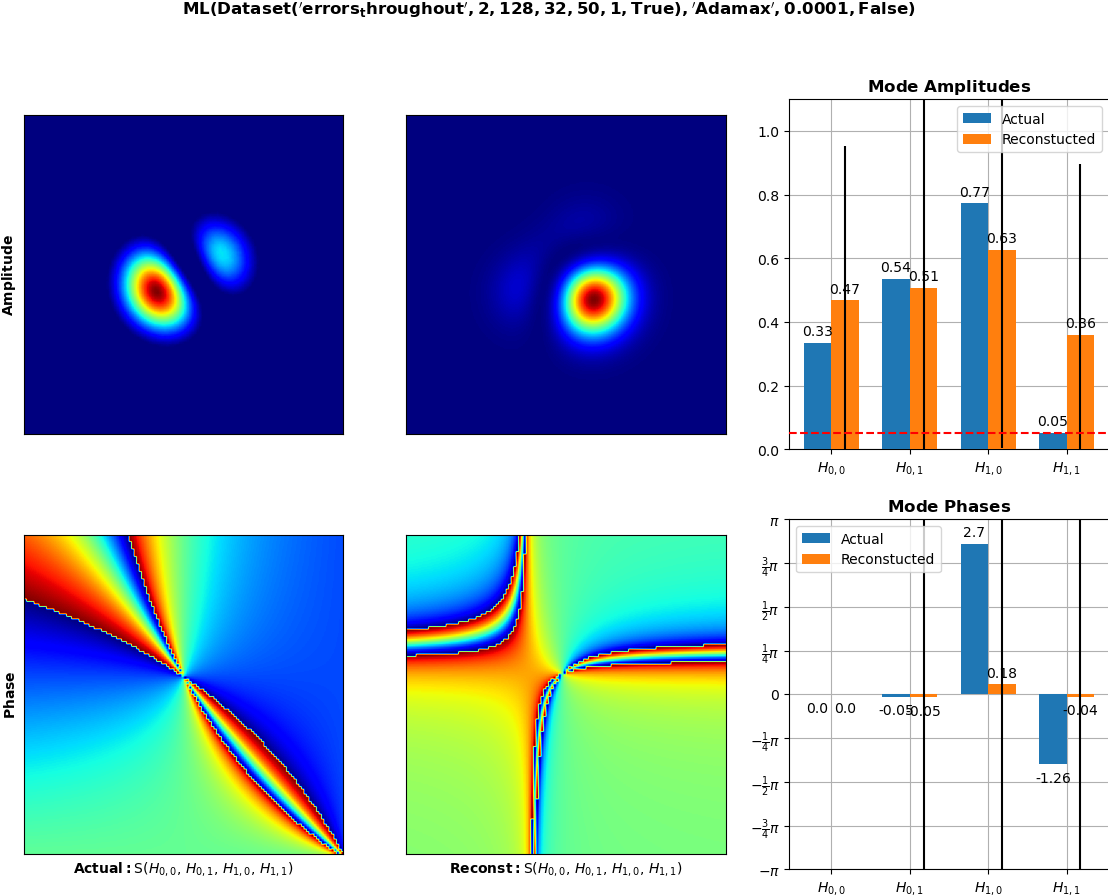 ML(Dataset('errors_throughout', 2, 128, 32, 50, 1, True), 'Adamax', 0.0001, False)
Mode Amplitudes
Actual
Reconstucted
1.0
0.8
0.6
0.4
0.2
0.0
0.33
0.47
0.54
0.51
0.77
0.63
0.05
0.36
H0,0
H0,1
H1,0
H1,1
Amplitude
Mode Phases
Actual
Reconstucted
π
3/4π
1/2π
1/4π
0
−1/4π
−1/2π
−3/4π
−π
0.0
0.0
-0.05
-0.05
2.7
0.18
-1.26
-0.04
H0,0
H0,1
H1,0
H1,1
Phase
Actual: S(H0,0, H0,1, H1,0, H1,1)
Reconst: S(H0,0, H0,1, H1,0, H1,1)